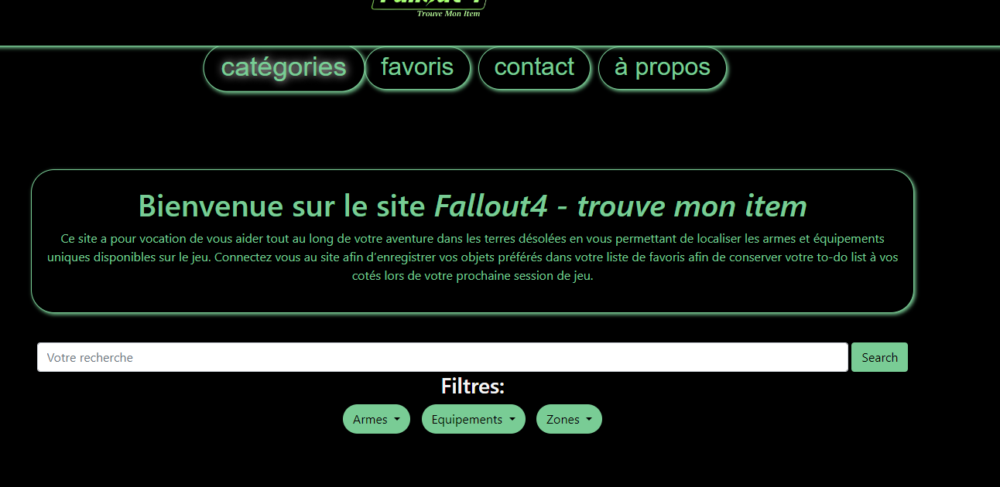 Trouve Mon Item
catégories favoris contact à propos
Bienvenue sur le site Fallout4 - trouve mon item
Ce site a pour vocation de vous aider tout au long de votre aventure dans les terres désolées en vous permettant de localiser les armes et équipements
uniques disponibles sur le jeu. Connectez vous au site afin d'enregistrer vos objets préférés dans votre liste de favoris afin de conserver votre to-do list à vos
cotés lors de votre prochaine session de jeu.
Votre recherche Search
Filtres:
Armes Equipements Zones